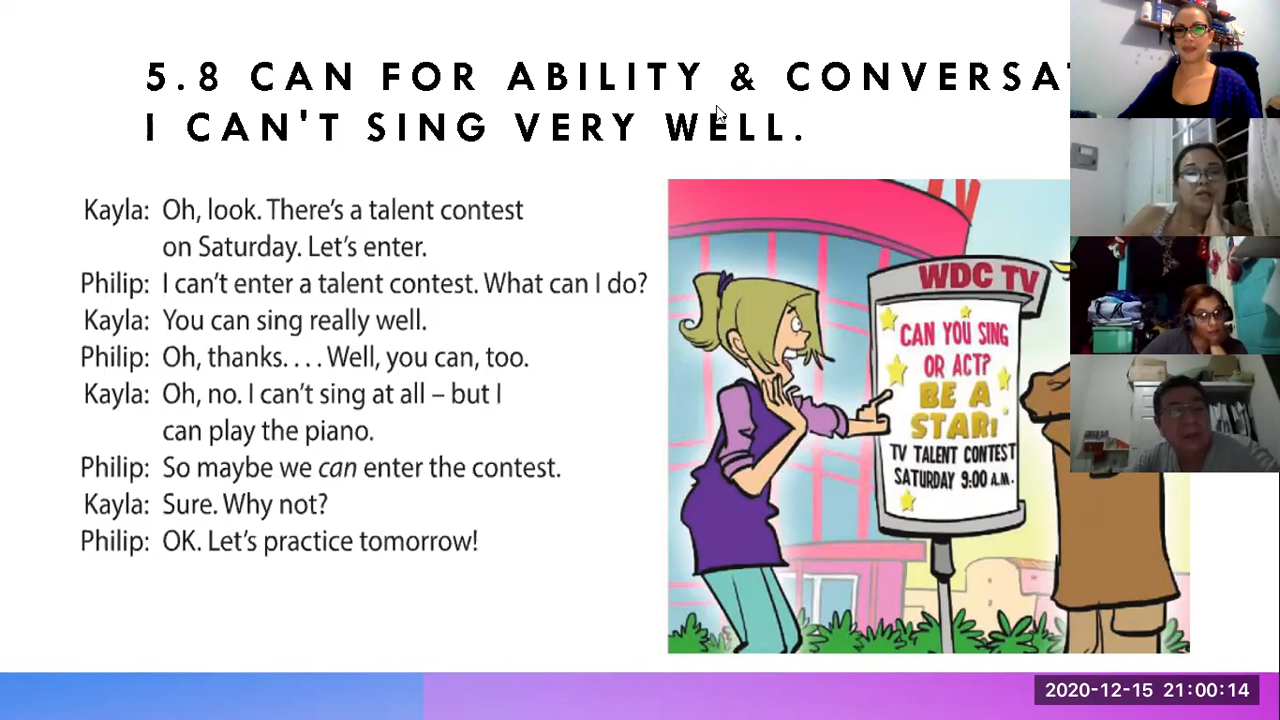 5.8 CAN FOR ABILITY & CONVERSA
I CAN'T SING VERY WELL.
Kayla: Oh, look. There's a talent contest
on Saturday. Let's enter.
Philip: I can't enter a talent contest. What can I do?
Kayla: You can sing really well.
Philip: Oh, thanks. . . . Well, you can, too.
Kayla: Oh, no. I can't sing at all – but I
can play the piano.
Philip: So maybe we can enter the contest.
Kayla: Sure. Why not?
Philip: OK. Let's practice tomorrow!
TV
WDC TV
CAN YOU SING
OR ACT?
BE A
STAR!
TV TALENT CONTEST
SATURDAY 9:00 A.M.
2020-12-15 21:00:14